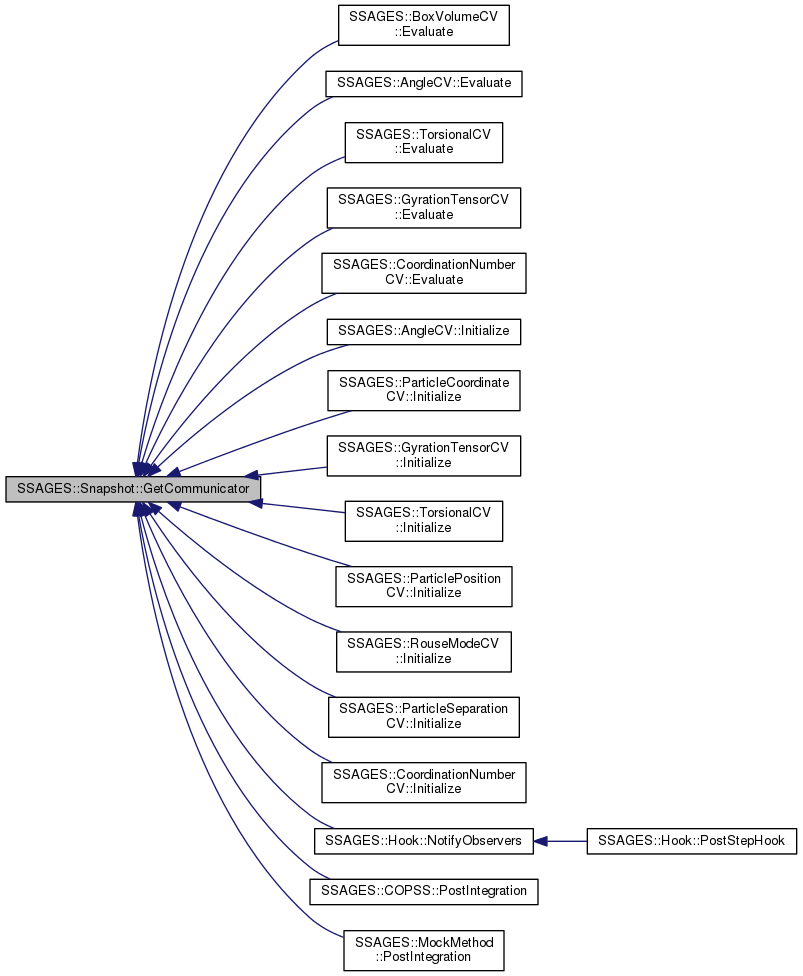 SSAGES::BoxVolumeCV
::Evaluate
SSAGES::AngleCV::Evaluate
SSAGES::TorsionalCV
::Evaluate
SSAGES::GyrationTensorCV
::Evaluate
SSAGES::CoordinationNumber
CV::Evaluate
SSAGES::AngleCV::Initialize
SSAGES::ParticleCoordinate
CV::Initialize
SSAGES::GyrationTensorCV
::Initialize
SSAGES::Snapshot::GetCommunicator
SSAGES::TorsionalCV
::Initialize
SSAGES::ParticlePosition
CV::Initialize
SSAGES::RouseModeCV
::Initialize
SSAGES::ParticleSeparation
CV::Initialize
SSAGES::CoordinationNumber
CV::Initialize
SSAGES::Hook::NotifyObservers
SSAGES::Hook::PostStepHook
SSAGES::COPSS::PostIntegration
SSAGES::MockMethod
::PostIntegration